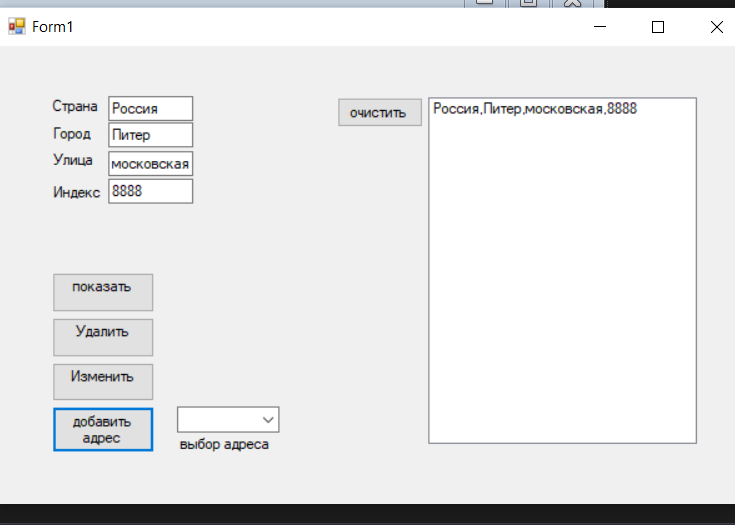 Form1
Страна
Россия
Город
Питер
Улица
московская
Индекс
8888
очистить
Россия,Питер,московская,8888
показать
Удалить
Изменить
добавить
адрес
выбор адреса